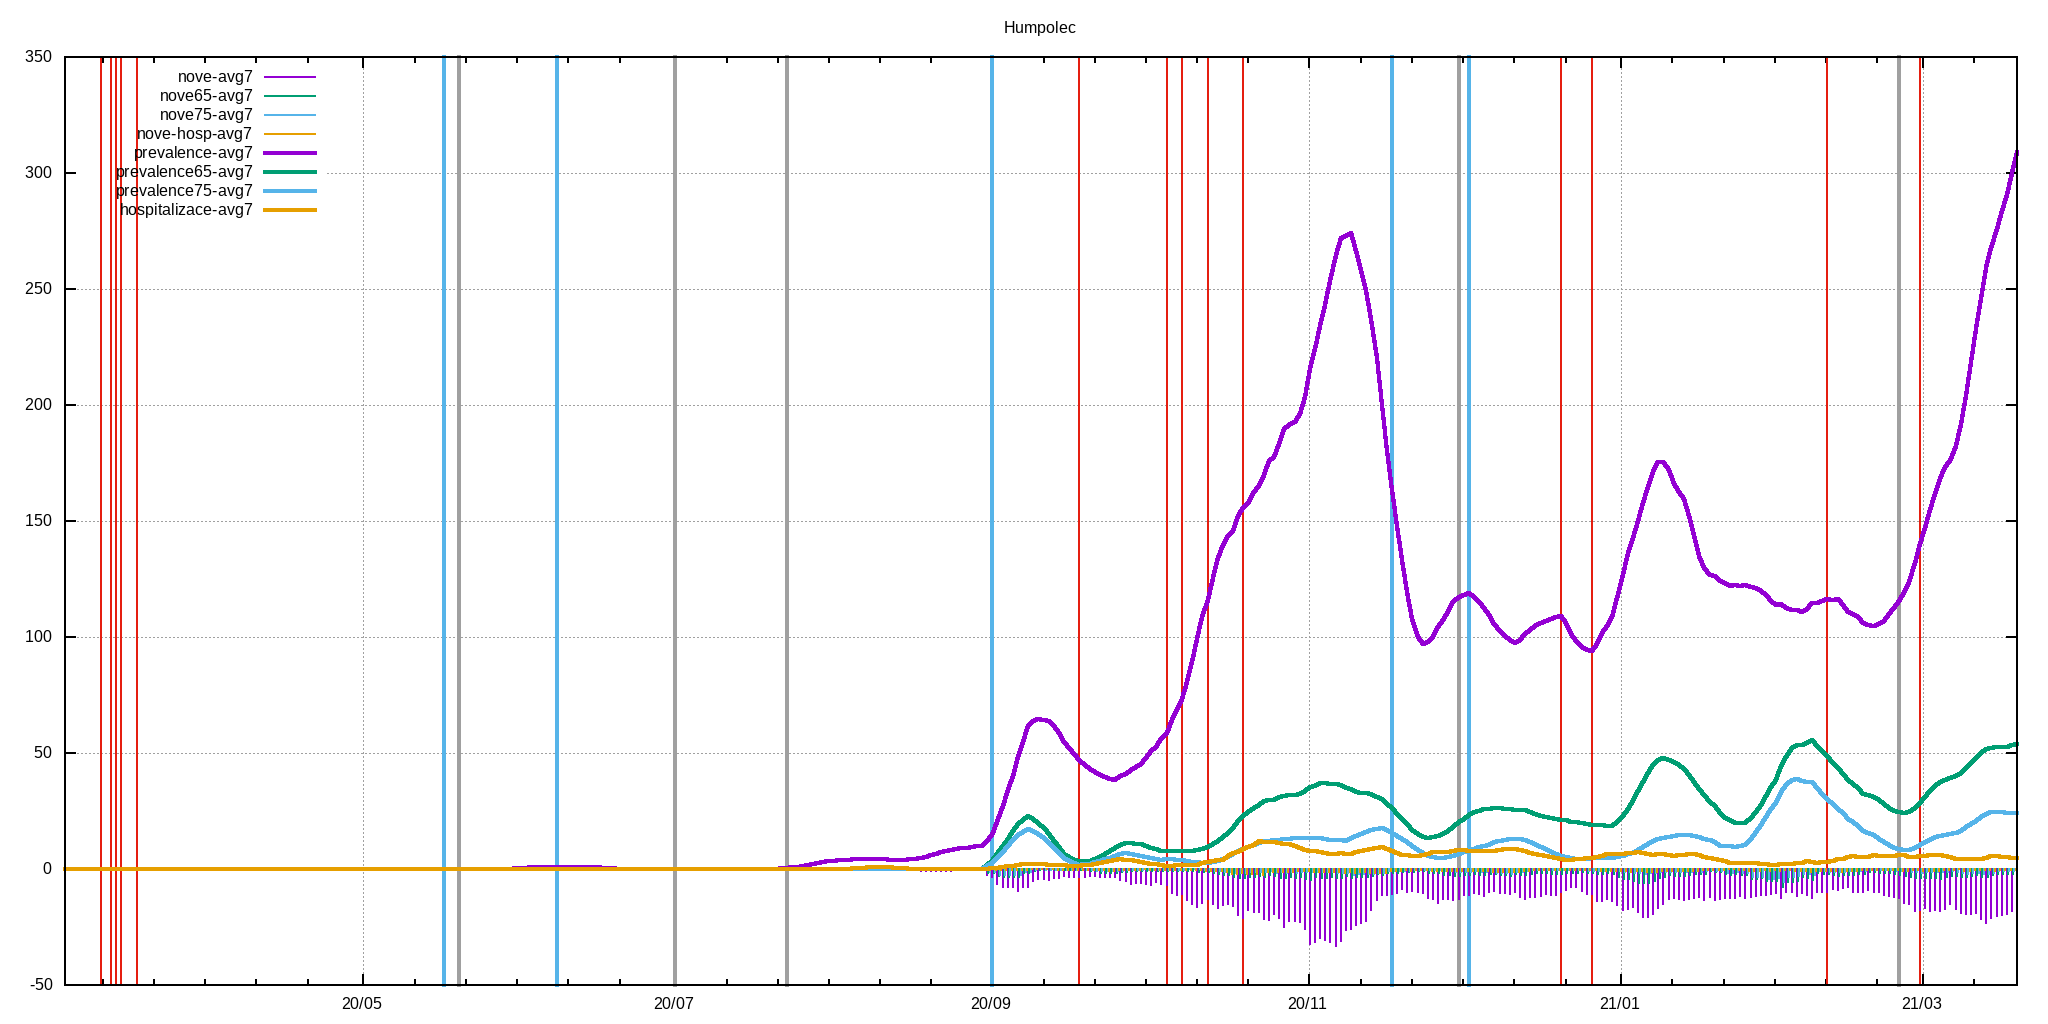 Humpolec
350
300
250
200
150
100
50
0
-50
nove-avg7
nove65-avg7
nove75-avg7
nove-hosp-avg7
prevalence-avg7
prevalence65-avg7
prevalence75-avg7
hospitalizace-avg7
20/05
20/07
20/09
20/11
21/01
21/03